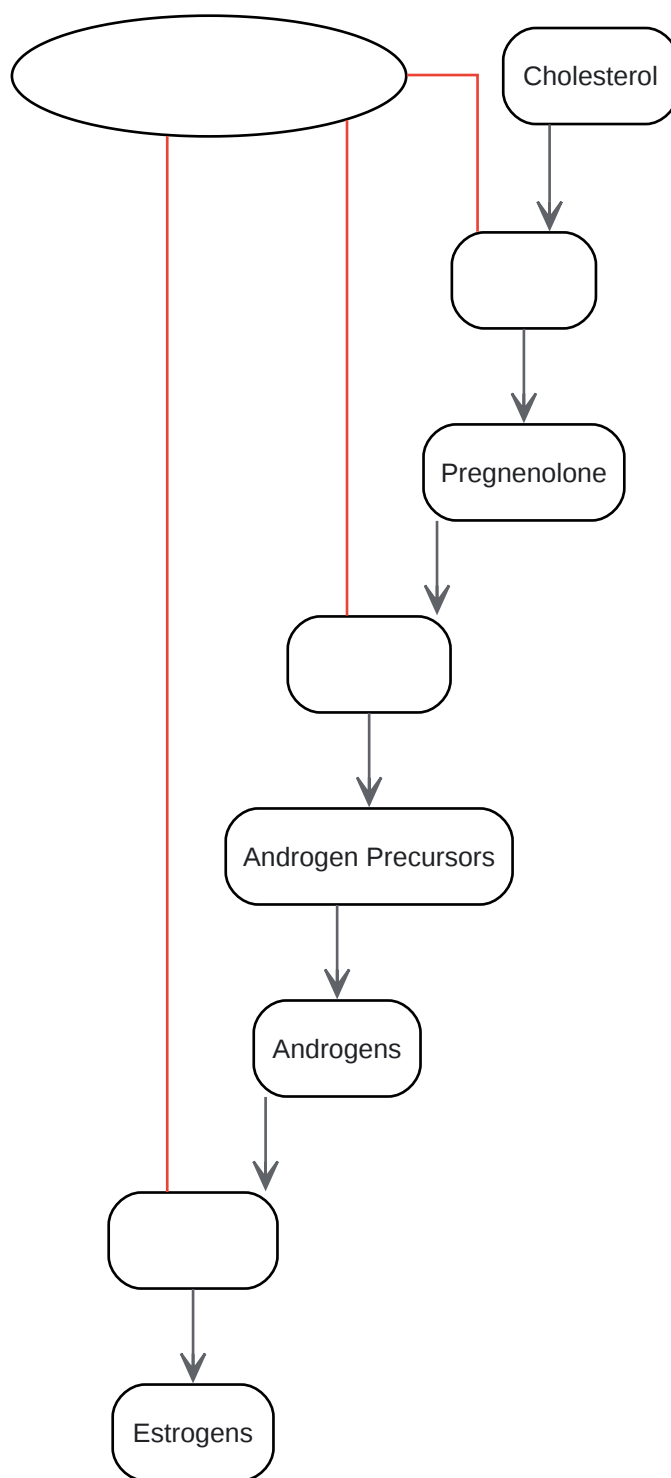 Cholesterol
Pregnenolone
Androgen Precursors
Androgens
Estrogens